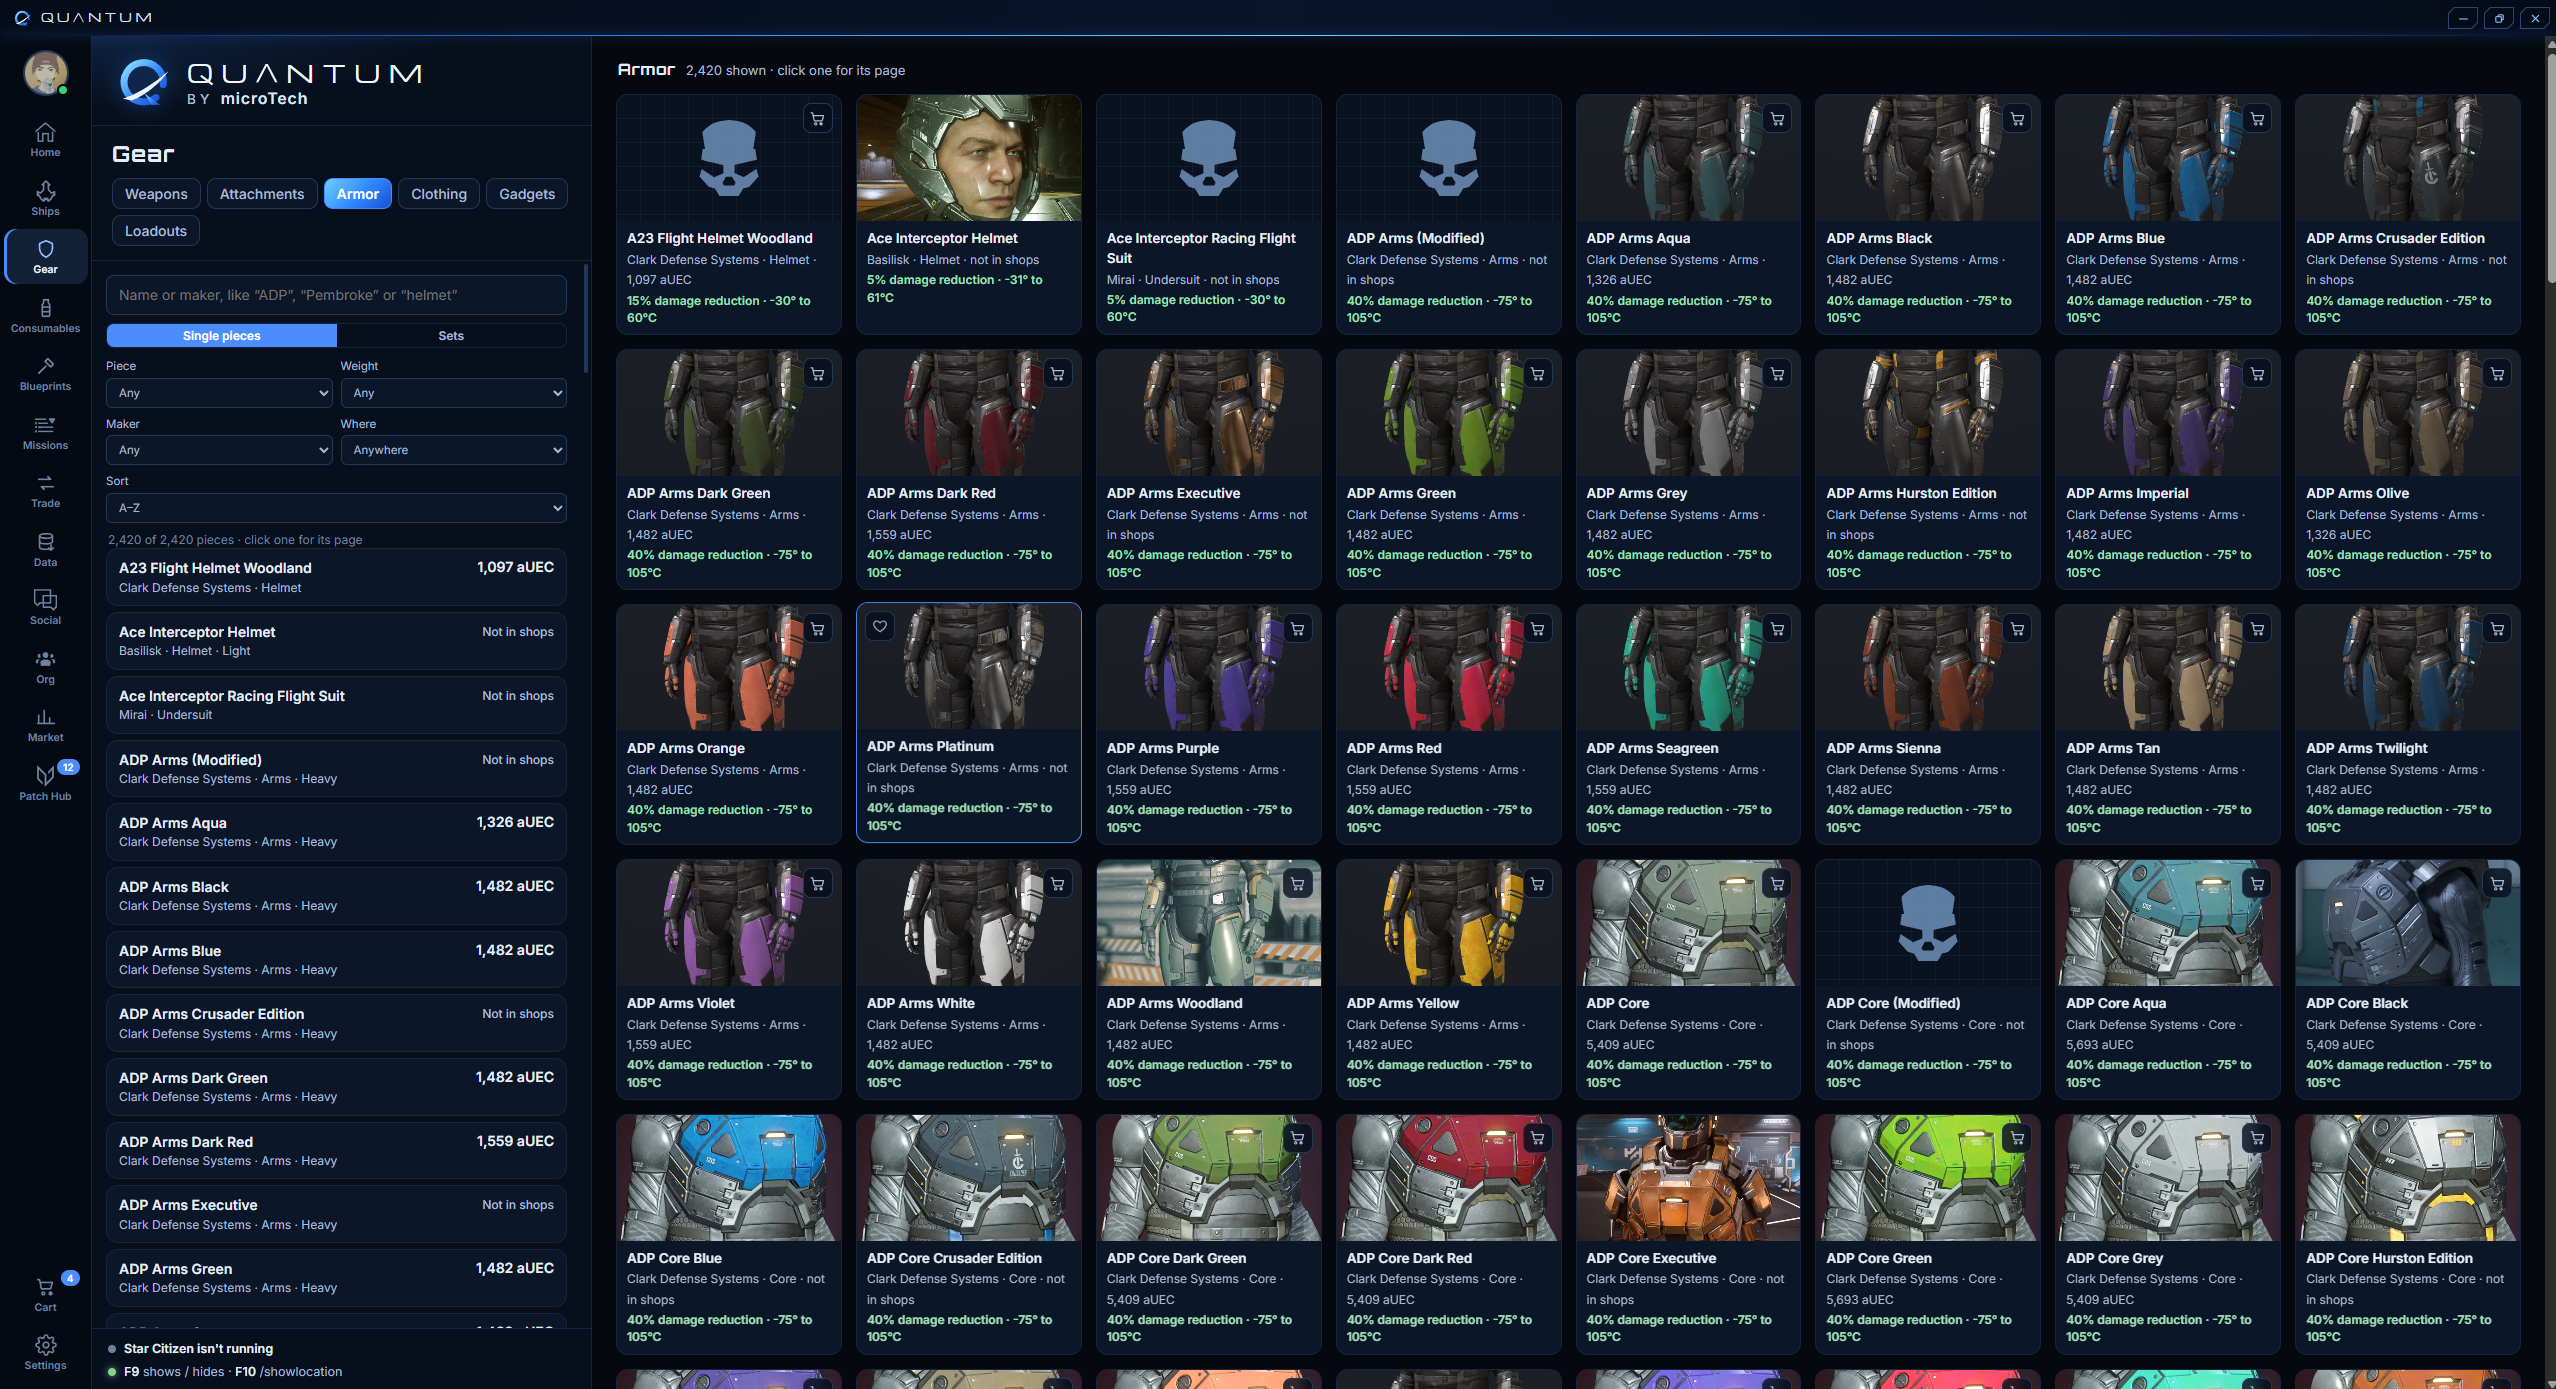 QUANTUM
QUANTUM
BY microTech
Home
Ships
Gear
Consumables
Blueprints
Missions
Trade
Data
Social
Org
Market
12
Patch Hub
4
Cart
Settings
Gear
Weapons
Attachments
Armor
Clothing
Gadgets
Loadouts
Name or maker, like “ADP”, “Pembroke” or “helmet”
Single pieces
Sets
Piece
Weight
Any
Any
Maker
Where
Any
Anywhere
Sort
A–Z
2,420 of 2,420 pieces · click one for its page
A23 Flight Helmet Woodland
1,097 aUEC
Clark Defense Systems · Helmet
Ace Interceptor Helmet
Not in shops
Basilisk · Helmet · Light
Ace Interceptor Racing Flight Suit
Not in shops
Mirai · Undersuit
ADP Arms (Modified)
Not in shops
Clark Defense Systems · Arms · Heavy
ADP Arms Aqua
1,326 aUEC
Clark Defense Systems · Arms · Heavy
ADP Arms Black
1,482 aUEC
Clark Defense Systems · Arms · Heavy
ADP Arms Blue
1,482 aUEC
Clark Defense Systems · Arms · Heavy
ADP Arms Crusader Edition
Not in shops
Clark Defense Systems · Arms · Heavy
ADP Arms Dark Green
1,482 aUEC
Clark Defense Systems · Arms · Heavy
ADP Arms Dark Red
1,559 aUEC
Clark Defense Systems · Arms · Heavy
ADP Arms Executive
Not in shops
Clark Defense Systems · Arms · Heavy
ADP Arms Green
1,482 aUEC
Clark Defense Systems · Arms · Heavy
Star Citizen isn't running
F9 shows / hides · F10 /showlocation
Armor 2,420 shown · click one for its page
A23 Flight Helmet Woodland
Clark Defense Systems · Helmet ·
1,097 aUEC
15% damage reduction · -30° to
60°C
Ace Interceptor Helmet
Basilisk · Helmet · not in shops
5% damage reduction · -31° to
61°C
Ace Interceptor Racing Flight
Suit
Mirai · Undersuit · not in shops
5% damage reduction · -30° to
60°C
ADP Arms (Modified)
Clark Defense Systems · Arms · not
in shops
40% damage reduction · -75° to
105°C
ADP Arms Aqua
Clark Defense Systems · Arms ·
1,326 aUEC
40% damage reduction · -75° to
105°C
ADP Arms Black
Clark Defense Systems · Arms ·
1,482 aUEC
40% damage reduction · -75° to
105°C
ADP Arms Blue
Clark Defense Systems · Arms ·
1,482 aUEC
40% damage reduction · -75° to
105°C
ADP Arms Crusader Edition
Clark Defense Systems · Arms · not
in shops
40% damage reduction · -75° to
105°C
ADP Arms Dark Green
Clark Defense Systems · Arms ·
1,482 aUEC
40% damage reduction · -75° to
105°C
ADP Arms Dark Red
Clark Defense Systems · Arms ·
1,559 aUEC
40% damage reduction · -75° to
105°C
ADP Arms Executive
Clark Defense Systems · Arms · not
in shops
40% damage reduction · -75° to
105°C
ADP Arms Green
Clark Defense Systems · Arms ·
1,482 aUEC
40% damage reduction · -75° to
105°C
ADP Arms Grey
Clark Defense Systems · Arms ·
1,482 aUEC
40% damage reduction · -75° to
105°C
ADP Arms Hurston Edition
Clark Defense Systems · Arms · not
in shops
40% damage reduction · -75° to
105°C
ADP Arms Imperial
Clark Defense Systems · Arms ·
1,482 aUEC
40% damage reduction · -75° to
105°C
ADP Arms Olive
Clark Defense Systems · Arms ·
1,326 aUEC
40% damage reduction · -75° to
105°C
ADP Arms Orange
Clark Defense Systems · Arms ·
1,482 aUEC
40% damage reduction · -75° to
105°C
ADP Arms Platinum
Clark Defense Systems · Arms · not
in shops
40% damage reduction · -75° to
105°C
ADP Arms Purple
Clark Defense Systems · Arms ·
1,559 aUEC
40% damage reduction · -75° to
105°C
ADP Arms Red
Clark Defense Systems · Arms ·
1,559 aUEC
40% damage reduction · -75° to
105°C
ADP Arms Seagreen
Clark Defense Systems · Arms ·
1,559 aUEC
40% damage reduction · -75° to
105°C
ADP Arms Sienna
Clark Defense Systems · Arms ·
1,482 aUEC
40% damage reduction · -75° to
105°C
ADP Arms Tan
Clark Defense Systems · Arms ·
1,482 aUEC
40% damage reduction · -75° to
105°C
ADP Arms Twilight
Clark Defense Systems · Arms ·
1,482 aUEC
40% damage reduction · -75° to
105°C
ADP Arms Violet
Clark Defense Systems · Arms ·
1,559 aUEC
40% damage reduction · -75° to
105°C
ADP Arms White
Clark Defense Systems · Arms ·
1,482 aUEC
40% damage reduction · -75° to
105°C
ADP Arms Woodland
Clark Defense Systems · Arms ·
1,482 aUEC
40% damage reduction · -75° to
105°C
ADP Arms Yellow
Clark Defense Systems · Arms ·
1,482 aUEC
40% damage reduction · -75° to
105°C
ADP Core
Clark Defense Systems · Core ·
5,409 aUEC
40% damage reduction · -75° to
105°C
ADP Core (Modified)
Clark Defense Systems · Core · not
in shops
40% damage reduction · -75° to
105°C
ADP Core Aqua
Clark Defense Systems · Core ·
5,693 aUEC
40% damage reduction · -75° to
105°C
ADP Core Black
Clark Defense Systems · Core ·
5,409 aUEC
40% damage reduction · -75° to
105°C
ADP Core Blue
Clark Defense Systems · Core · not
in shops
40% damage reduction · -75° to
105°C
ADP Core Crusader Edition
Clark Defense Systems · Core · not
in shops
40% damage reduction · -75° to
105°C
ADP Core Dark Green
Clark Defense Systems · Core ·
5,409 aUEC
40% damage reduction · -75° to
105°C
ADP Core Dark Red
Clark Defense Systems · Core ·
5,409 aUEC
40% damage reduction · -75° to
105°C
ADP Core Executive
Clark Defense Systems · Core · not
in shops
40% damage reduction · -75° to
105°C
ADP Core Green
Clark Defense Systems · Core ·
5,693 aUEC
40% damage reduction · -75° to
105°C
ADP Core Grey
Clark Defense Systems · Core ·
5,409 aUEC
40% damage reduction · -75° to
105°C
ADP Core Hurston Edition
Clark Defense Systems · Core · not
in shops
40% damage reduction · -75° to
105°C